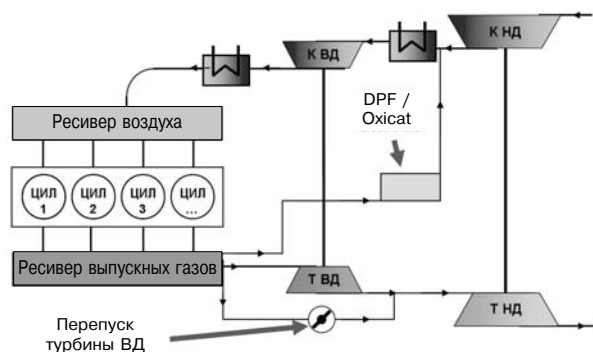 К НД
К ВД
DPF /
Oxicat
Ресивер воздуха
ЦИЛ
1
ЦИЛ
2
ЦИЛ
3
ЦИЛ
...
Ресивер выпускных газов
Т ВД
Т НД
Перепуск
турбины ВД